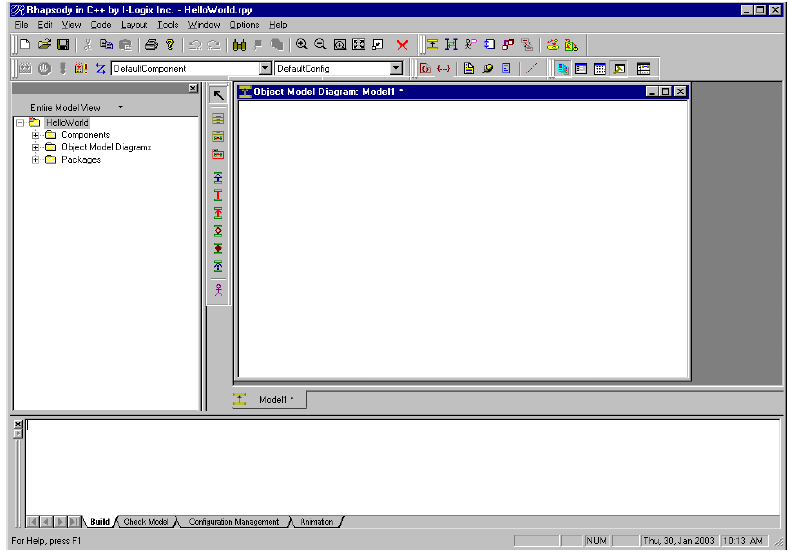 Rhapsody in C++ by I-Logix Inc. - HelloWorld.rpy
File Edit View Code Layout Tools Window Options Help
DefaultComponent DefaultConfig
Entire Model View
HelloWorld
Components
Object Model Diagrams
Packages
Object Model Diagram: Model1 *
Model1 *
Build Check Model Configuration Management Animation
For Help, press F1 NUM Thu, 30, Jan 2003 10:13 AM